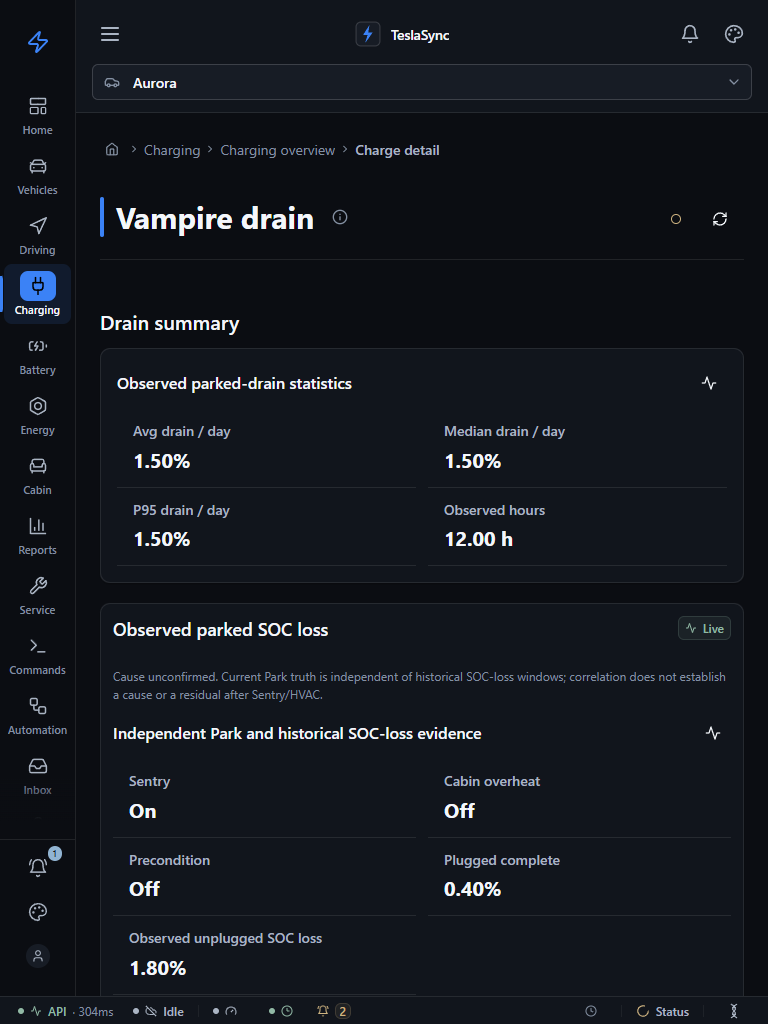 TeslaSync
Aurora
Home
Vehicles
Driving
Charging
Battery
Energy
Cabin
Reports
Service
Commands
Automation
Inbox
1
Charging
Charging overview
Charge detail
Vampire drain
Drain summary
Observed parked-drain statistics
Avg drain / day
1.50%
Median drain / day
1.50%
P95 drain / day
1.50%
Observed hours
12.00 h
Observed parked SOC loss
Live
Cause unconfirmed. Current Park truth is independent of historical SOC-loss windows; correlation does not establish
a cause or a residual after Sentry/HVAC.
Independent Park and historical SOC-loss evidence
Sentry
On
Cabin overheat
Off
Precondition
Off
Plugged complete
0.40%
Observed unplugged SOC loss
1.80%
API · 304ms
Idle
2
Status